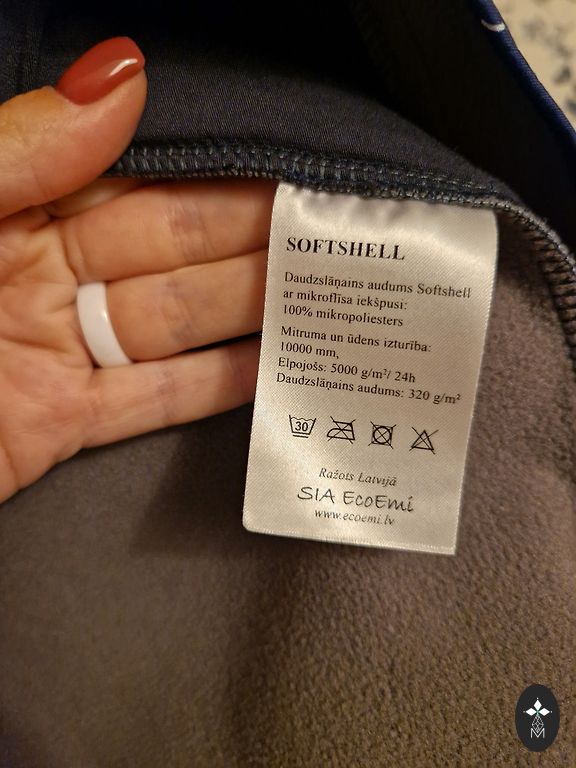 SOFTSHELL
Daudzslāņains audums Softshell
ar mikroflīsa iekšpusi:
100% mikropoliesters
Mitruma un ūdens izturība:
10000 mm,
Elpojošs: 5000 g/m²/ 24h
Daudzslāņains audums: 320 g/m²
30
Ražots Latvijā
SIA EcoEmi
www.ecoemi.lv
M